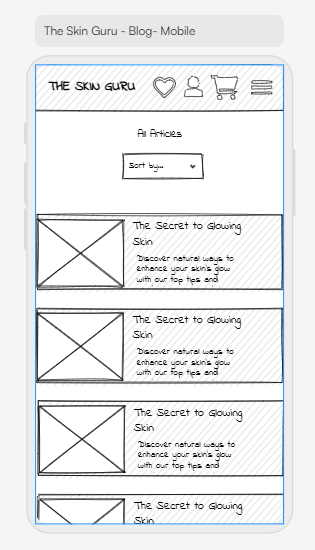 The Skin Guru - Blog- Mobile
THE SKIN GURU
All Articles
Sort by...
The Secret to Glowing
Skin
"Discover natural ways to
enhance your skin's glow
with our top tips and
The Secret to Glowing
Skin
"Discover natural ways to
enhance your skin's glow
with our top tips and
The Secret to Glowing
Skin
"Discover natural ways to
enhance your skin's glow
with our top tips and
The Secret to Glowing
Skin